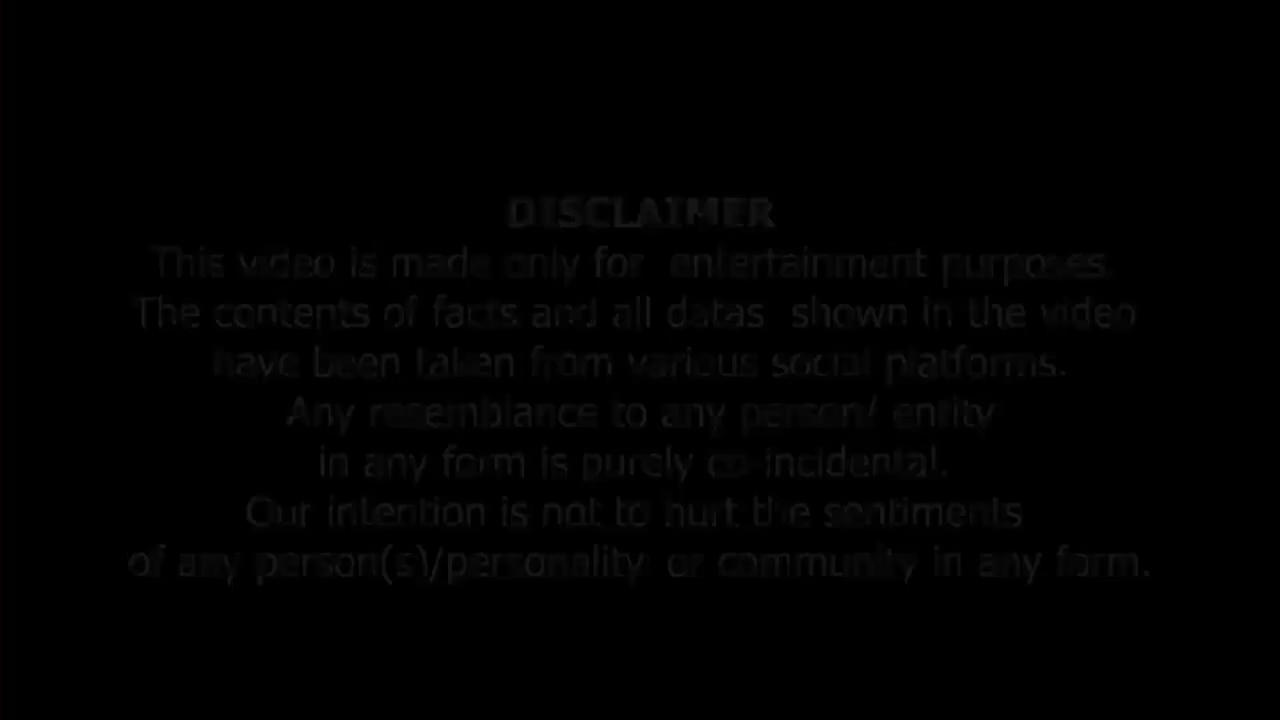 DISCLAIMER
This video is made only for entertainment purposes.
The contents of facts and all datas shown in the video
have been taken from various social platforms.
Any resemblance to any person/ entity
in any form is purely co-incidental.
Our intention is not to hurt the sentiments
of any person(s)/personality or community in any form.